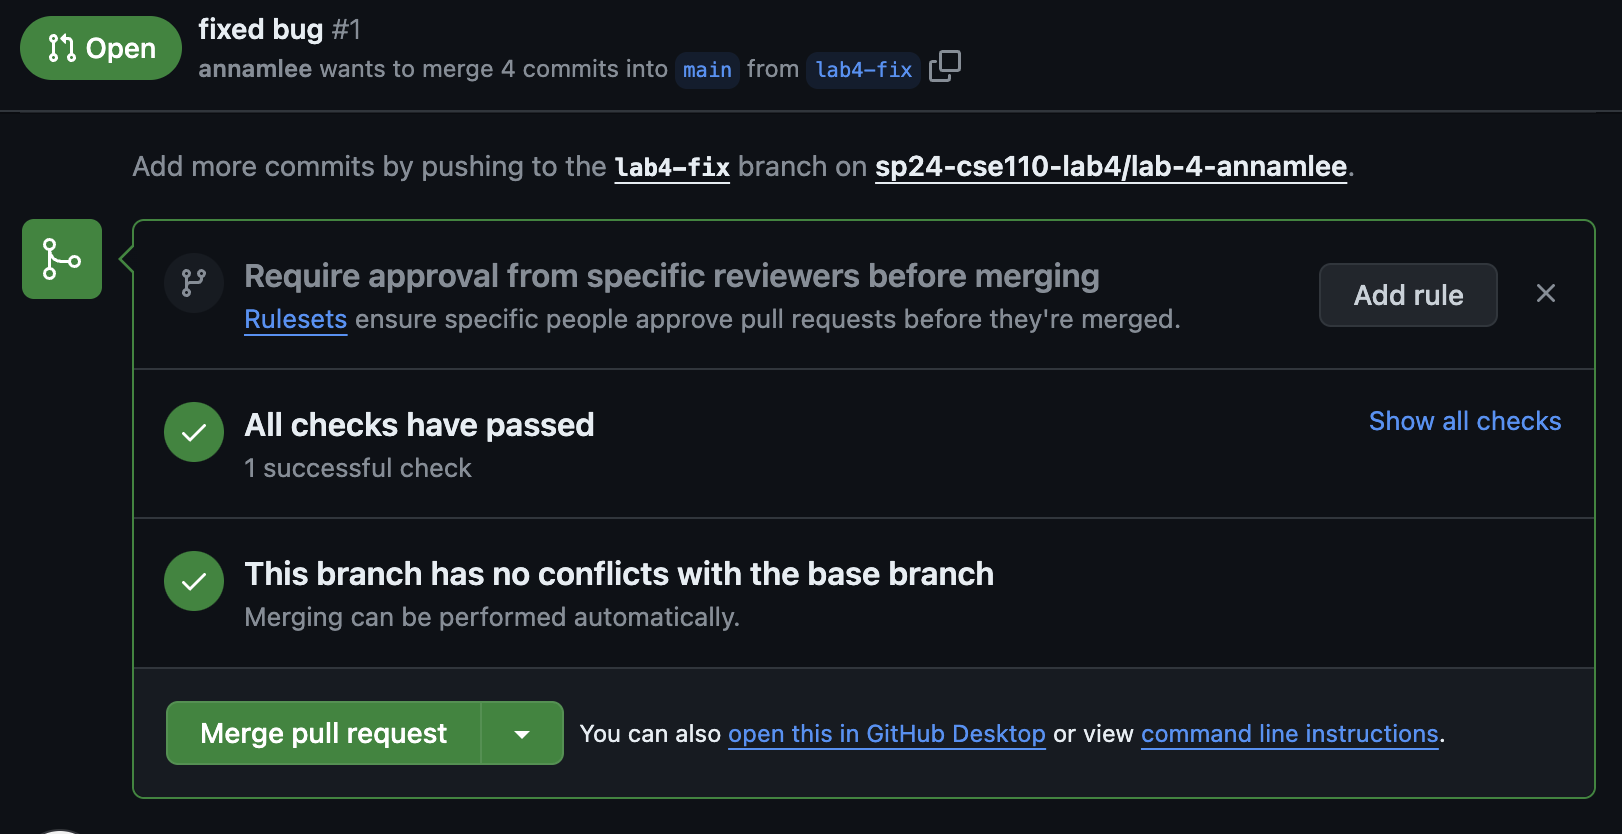 Open
fixed bug #1
annamlee wants to merge 4 commits into main from lab4-fix
Add more commits by pushing to the lab4-fix branch on sp24-cse110-lab4/lab-4-annamlee.
Require approval from specific reviewers before merging
Rulesets ensure specific people approve pull requests before they're merged.
Add rule
All checks have passed
1 successful check
Show all checks
This branch has no conflicts with the base branch
Merging can be performed automatically.
Merge pull request
You can also open this in GitHub Desktop or view command line instructions.